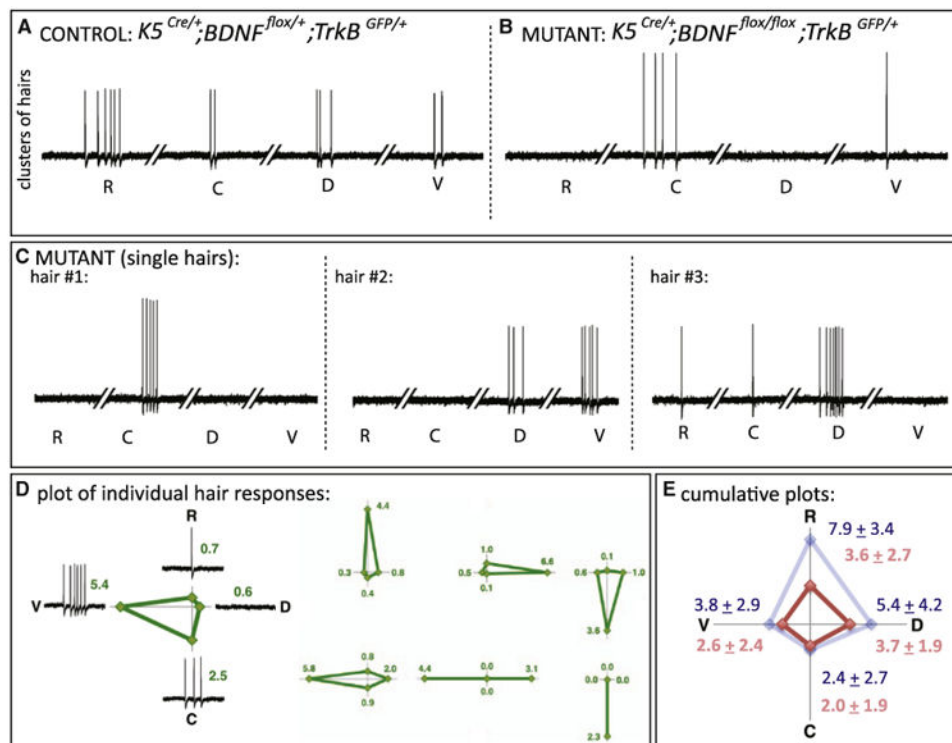 A CONTROL: K5 Cre/+;BDNF flox/+ ;TrkB GFP/+
B MUTANT: K5 Cre/+;BDNF flox/flox ;TrkB GFP/+
clusters of hairs
R C D V
R C D V
C MUTANT (single hairs):
hair #1: hair #2: hair #3:
R C D V
R C D V
R C D V
D plot of individual hair responses:
R
0.7
V 5.4 0.6 D
2.5
C
4.4
0.3 0.8
0.4
1.0
0.5 6.6
0.1
0.1
0.6 1.0
3.6
0.8
5.8 2.0
0.9
0.0
4.4 3.1
0.0
0.0
0.0 0.0
2.3
E cumulative plots:
R
7.9 ± 3.4
3.6 ± 2.7
3.8 ± 2.9 5.4 ± 4.2
V D
2.6 ± 2.4 3.7 ± 1.9
2.4 ± 2.7
2.0 ± 1.9
C